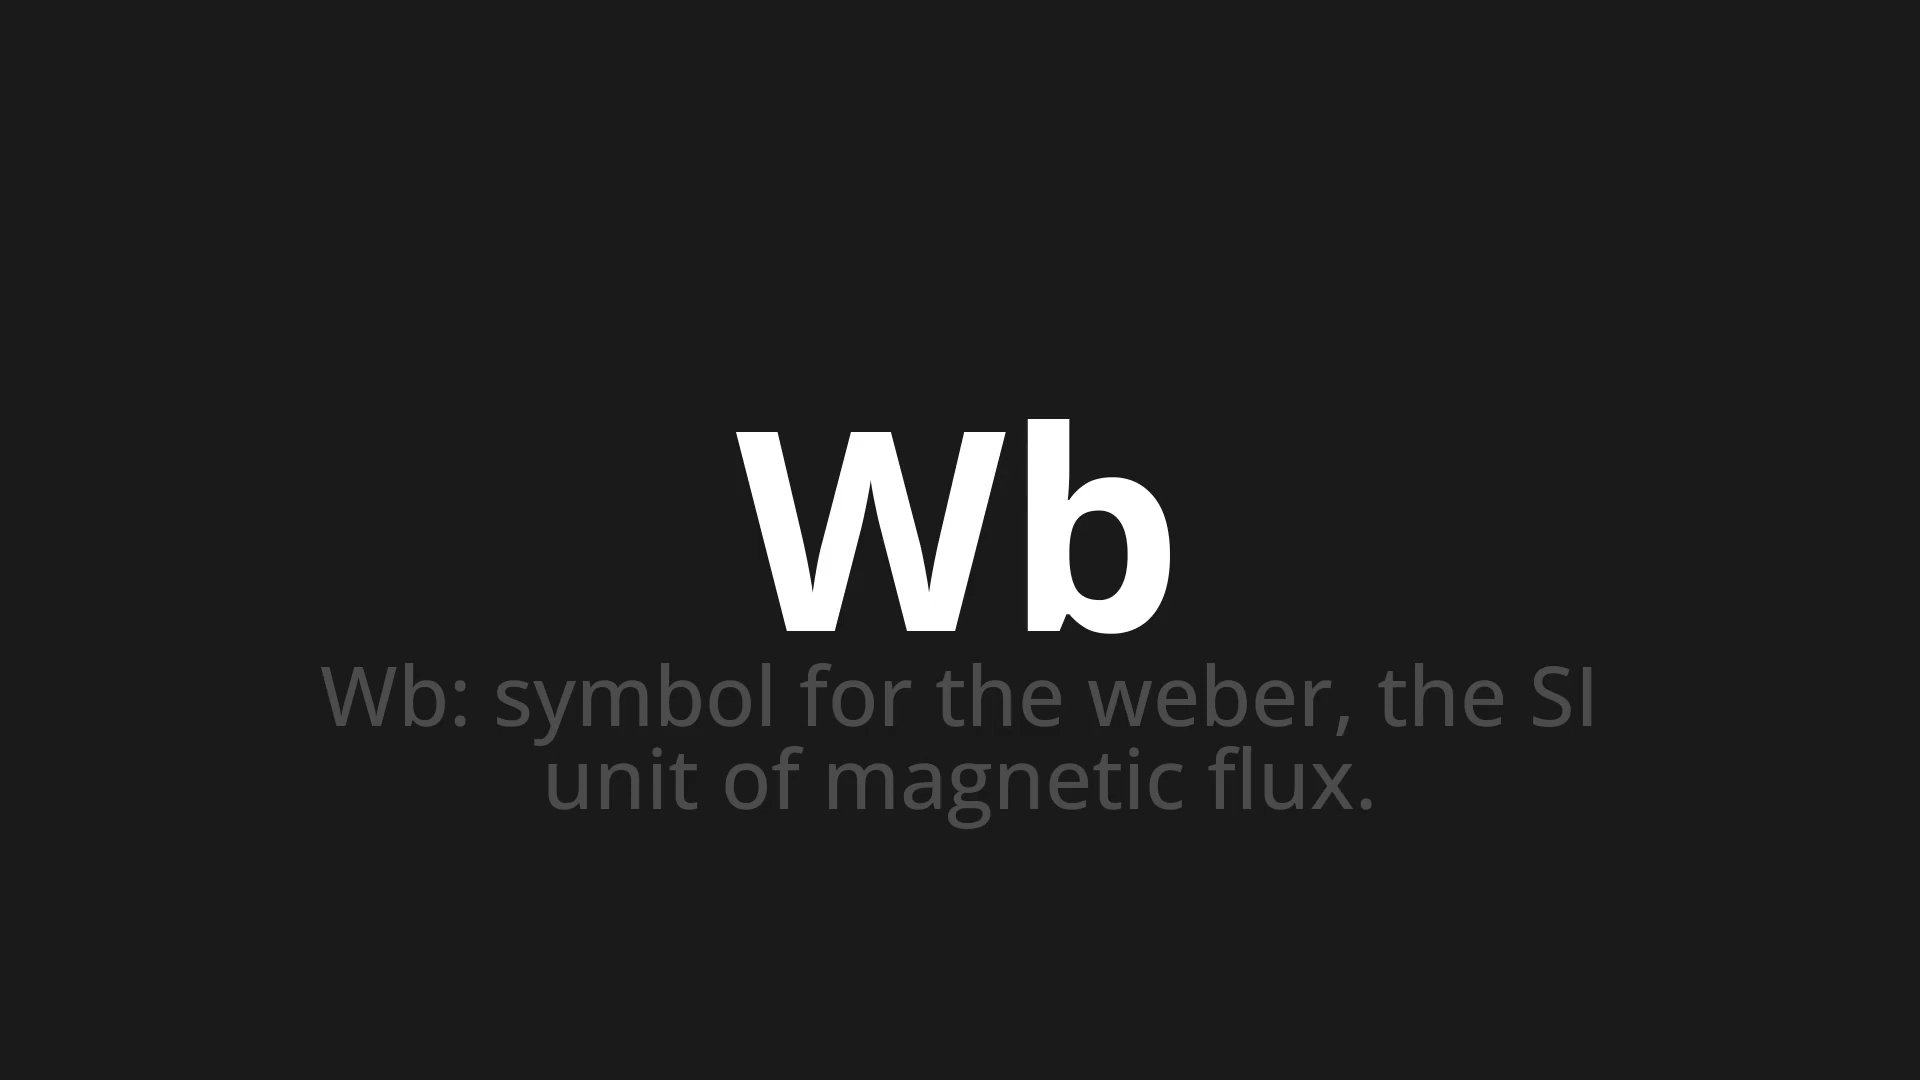 Wb
Wb: symbol for the weber, the SI
unit of magnetic flux.